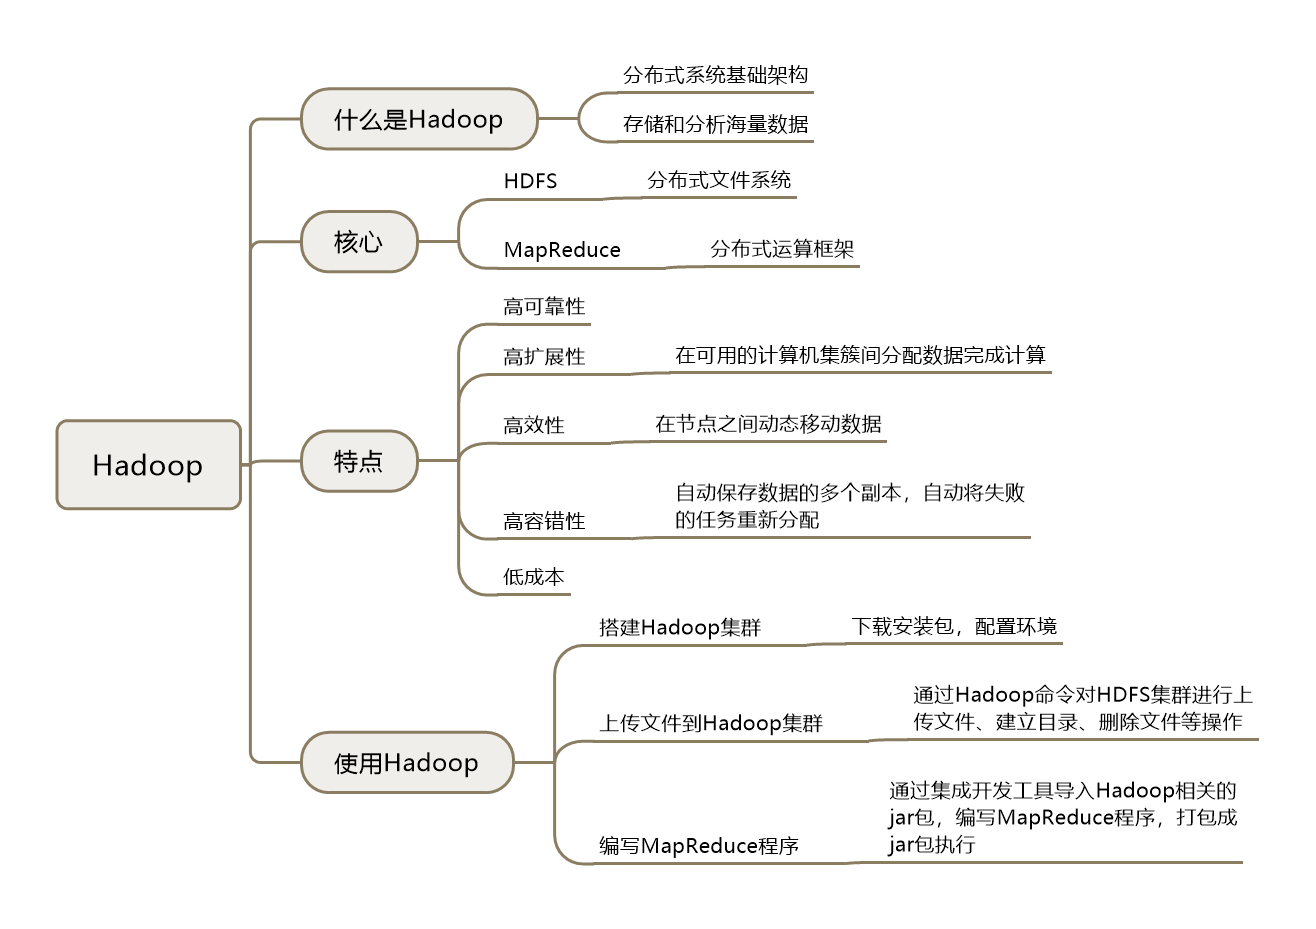 Hadoop
什么是Hadoop
分布式系统基础架构
存储和分析海量数据
核心
HDFS
分布式文件系统
MapReduce
分布式运算框架
特点
高可靠性
高扩展性
在可用的计算机集簇间分配数据完成计算
高效性
在节点之间动态移动数据
高容错性
自动保存数据的多个副本，自动将失败
的任务重新分配
低成本
使用Hadoop
搭建Hadoop集群
下载安装包，配置环境
上传文件到Hadoop集群
通过Hadoop命令对HDFS集群进行上
传文件、建立目录、删除文件等操作
编写MapReduce程序
通过集成开发工具导入Hadoop相关的
jar包，编写MapReduce程序，打包成
jar包执行